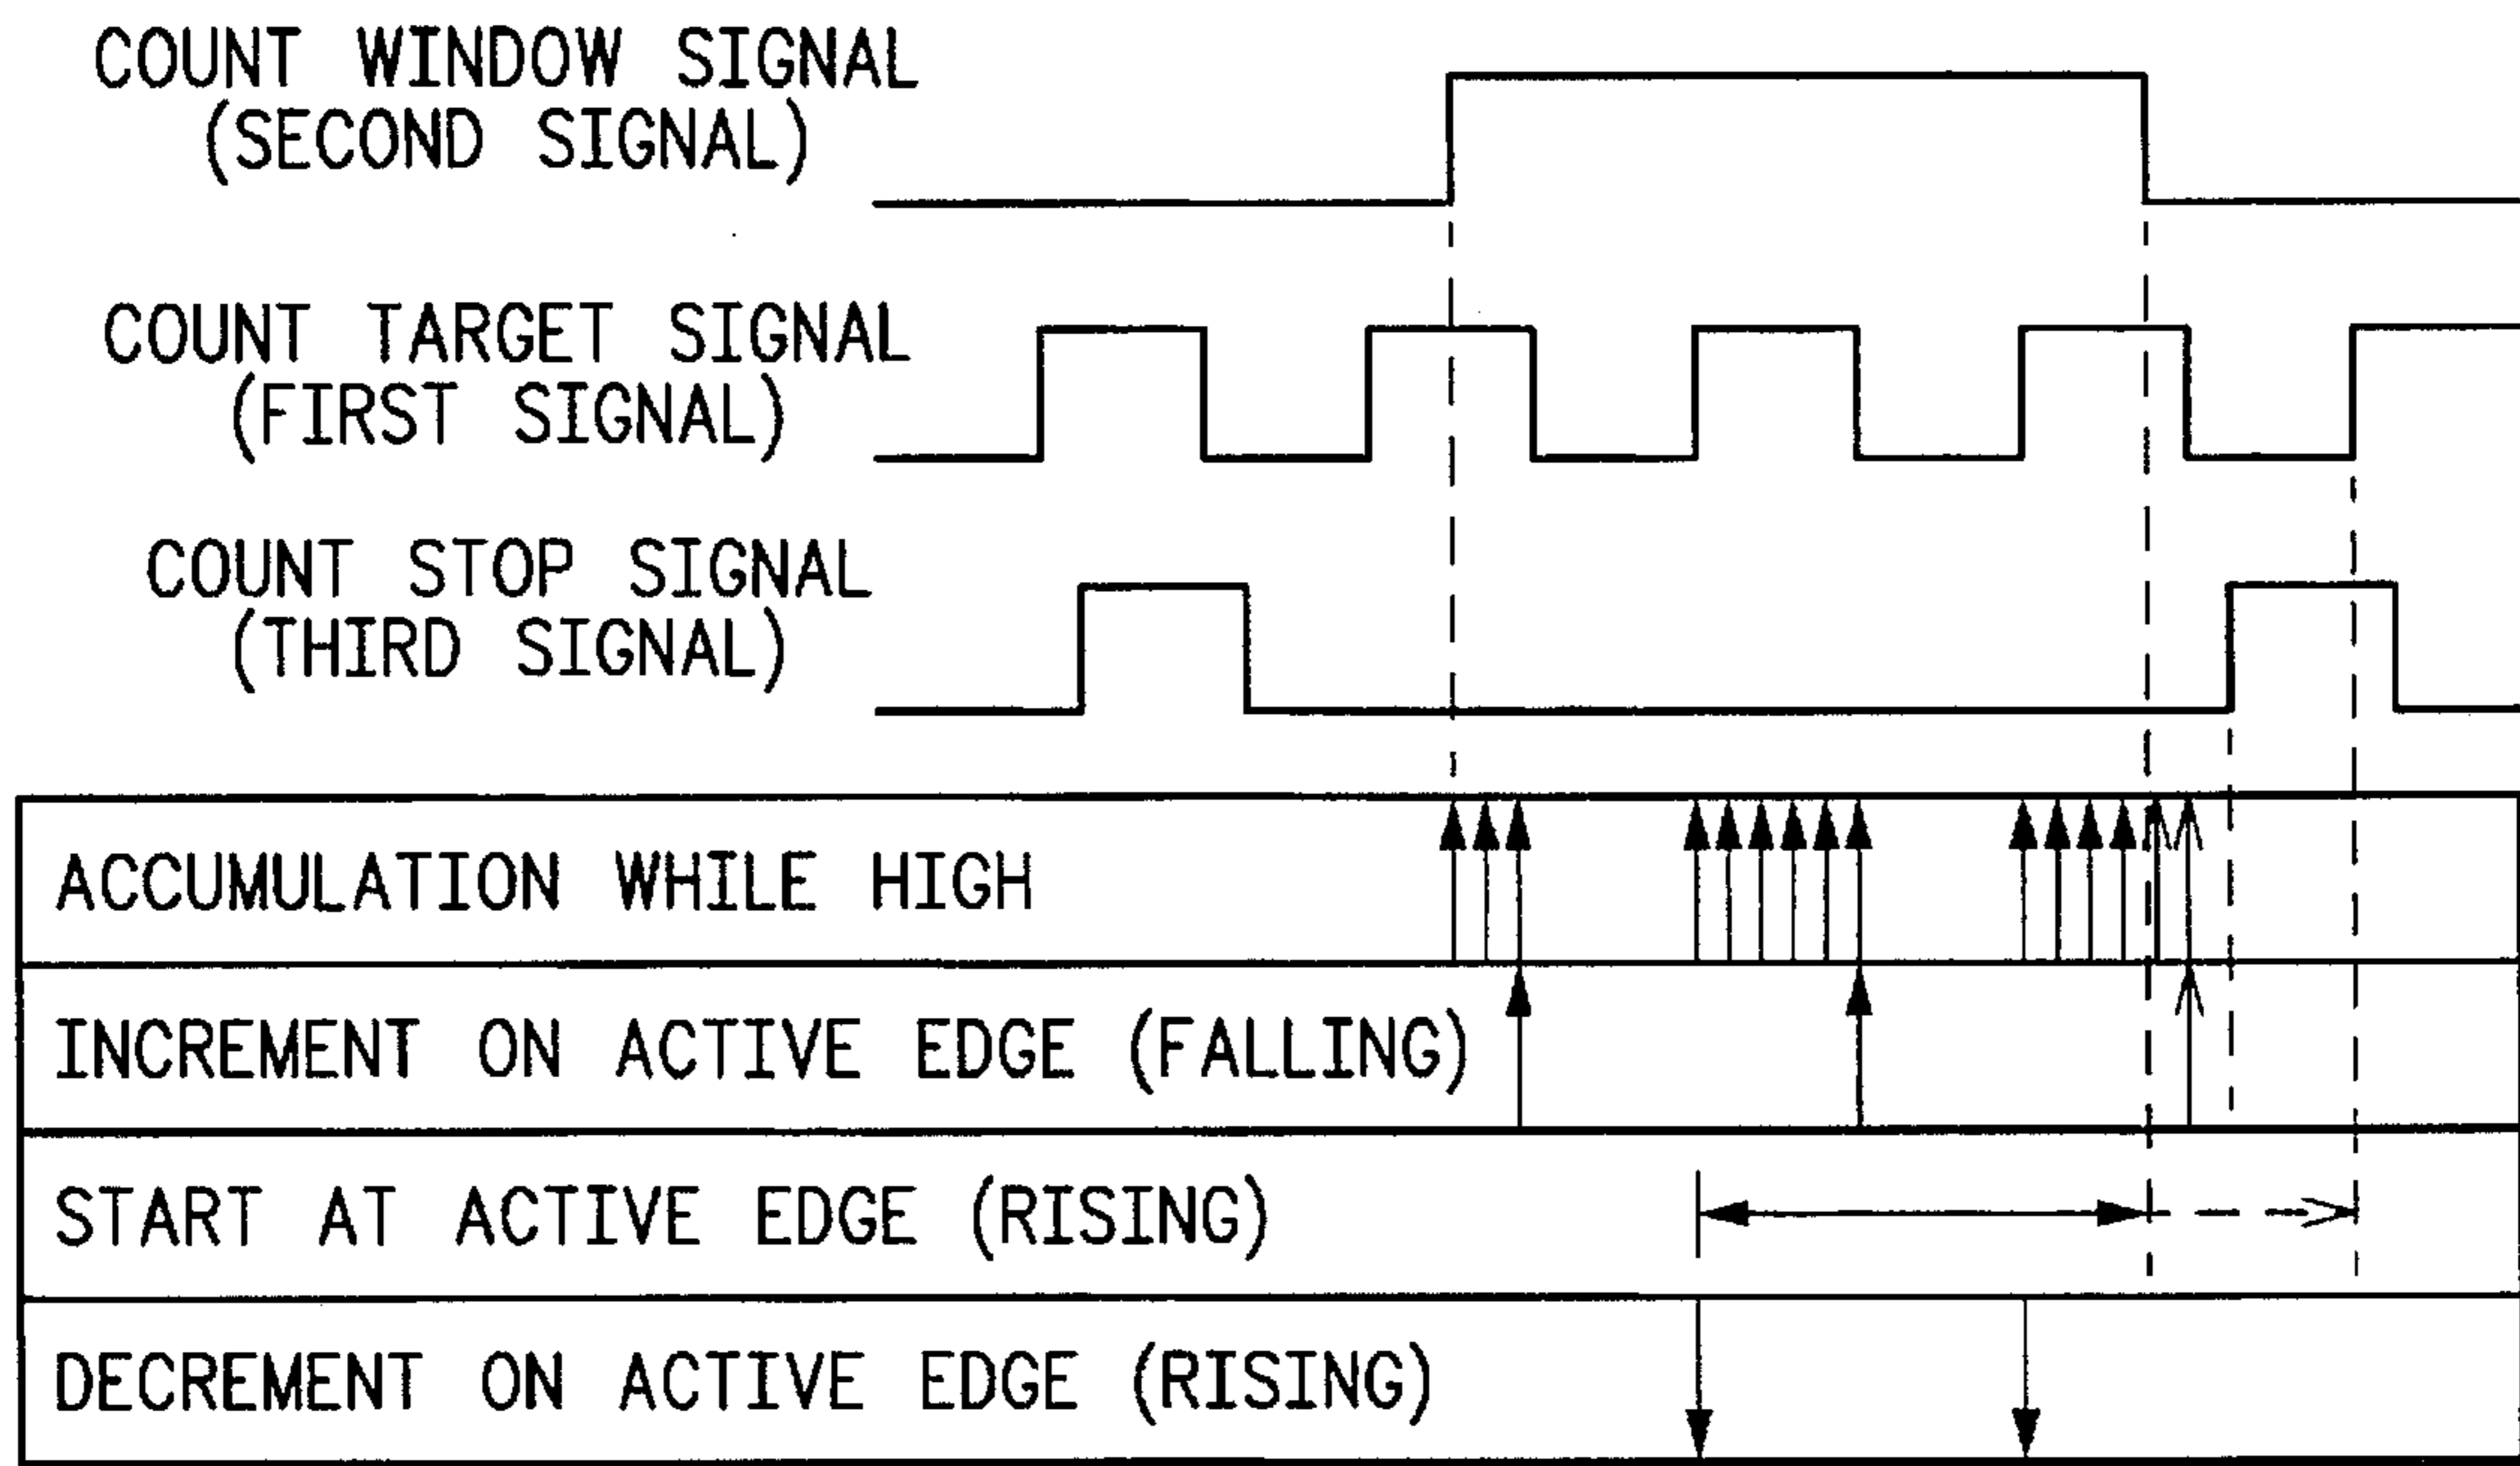 COUNT WINDOW SIGNAL
(SECOND SIGNAL)
COUNT TARGET SIGNAL
(FIRST SIGNAL)
COUNT STOP SIGNAL
(THIRD SIGNAL)
ACCUMULATION WHILE HIGH
INCREMENT ON ACTIVE EDGE (FALLING)
START AT ACTIVE EDGE (RISING)
DECREMENT ON ACTIVE EDGE (RISING)